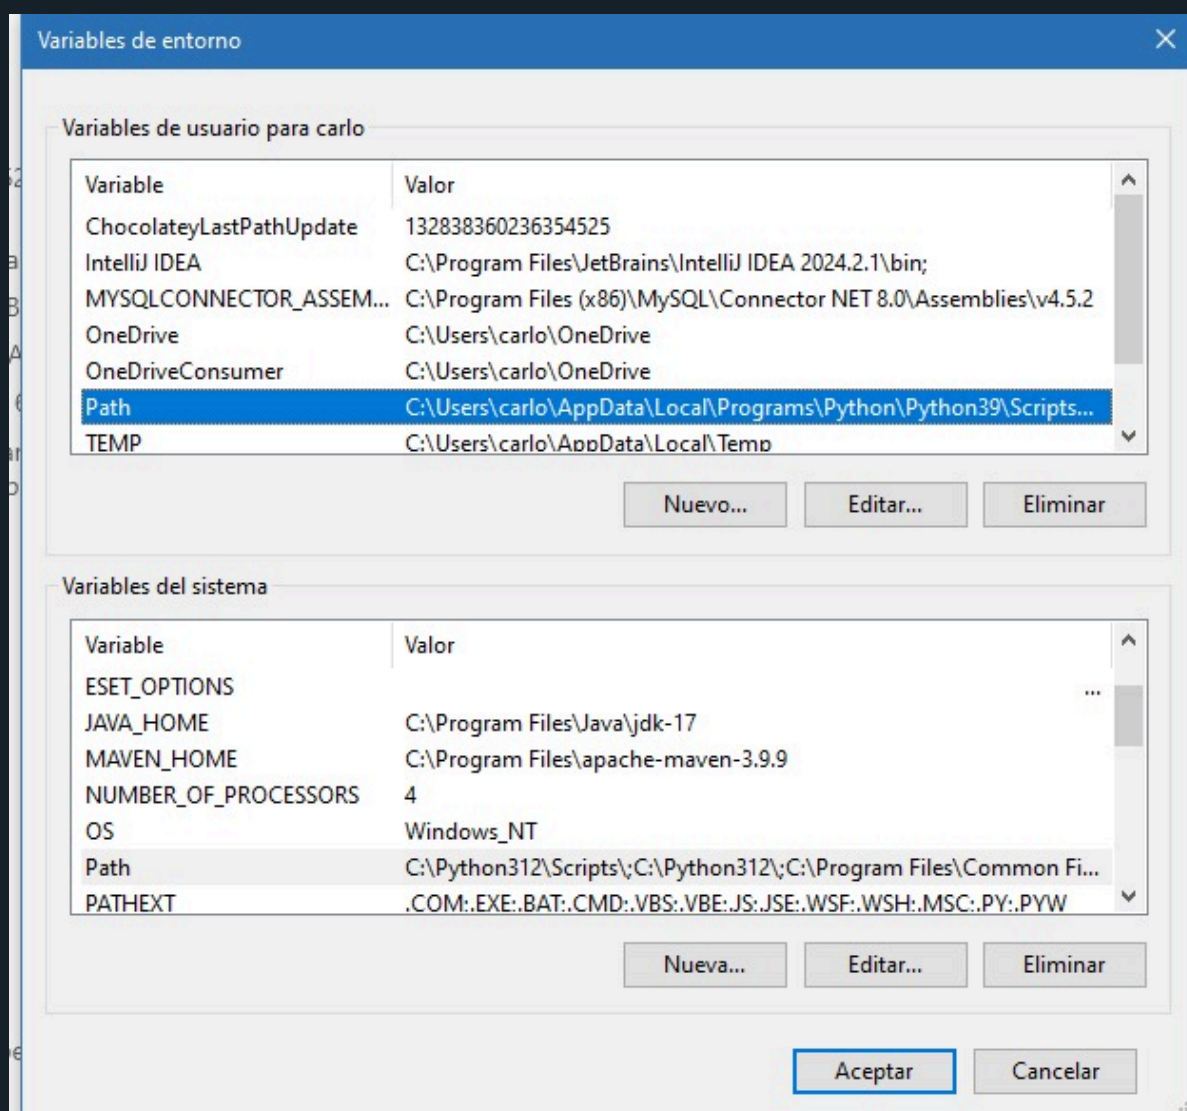 Variables de entorno
Variables de usuario para carlo
Variable Valor
ChocolateyLastPathUpdate 132838360236354525
IntelliJ IDEA C:\Program Files\JetBrains\IntelliJ IDEA 2024.2.1\bin;
MYSQLCONNECTOR_ASSEM... C:\Program Files (x86)\MySQL\Connector NET 8.0\Assemblies\v4.5.2
OneDrive C:\Users\carlo\OneDrive
OneDriveConsumer C:\Users\carlo\OneDrive
Path C:\Users\carlo\AppData\Local\Programs\Python\Python39\Scripts...
TEMP C:\Users\carlo\AppData\Local\Temp
Nuevo... Editar... Eliminar
Variables del sistema
Variable Valor
ESET_OPTIONS ...
JAVA_HOME C:\Program Files\Java\jdk-17
MAVEN_HOME C:\Program Files\apache-maven-3.9.9
NUMBER_OF_PROCESSORS 4
OS Windows_NT
Path C:\Python312\Scripts\;C:\Python312\;C:\Program Files\Common Fi...
PATHEXT .COM;.EXE;.BAT;.CMD;.VBS;.VBE;.JS;.JSE;.WSF;.WSH;.MSC;.PY;.PYW
Nueva... Editar... Eliminar
Aceptar Cancelar